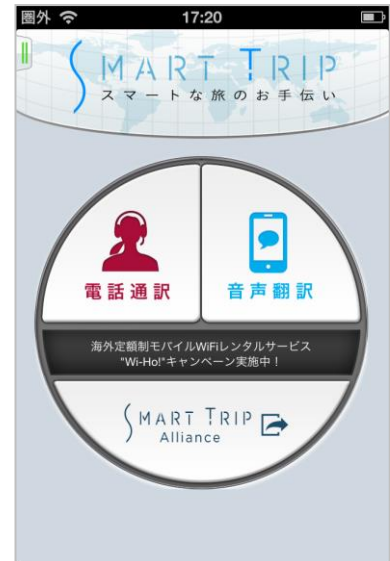 圏外 17:20
SMART TRIP
スマートな旅のお手伝い
電話通訳 音声翻訳
海外定額制モバイルWiFiレンタルサービス
"Wi-Ho!"キャンペーン実施中！
SMART TRIP
Alliance